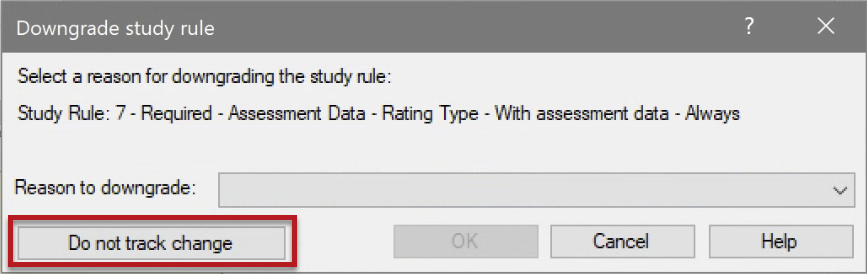 Downgrade study rule ?
Select a reason for downgrading the study rule:
Study Rule: 7 - Required - Assessment Data - Rating Type - With assessment data - Always
Reason to downgrade:
Do not track change OK Cancel Help